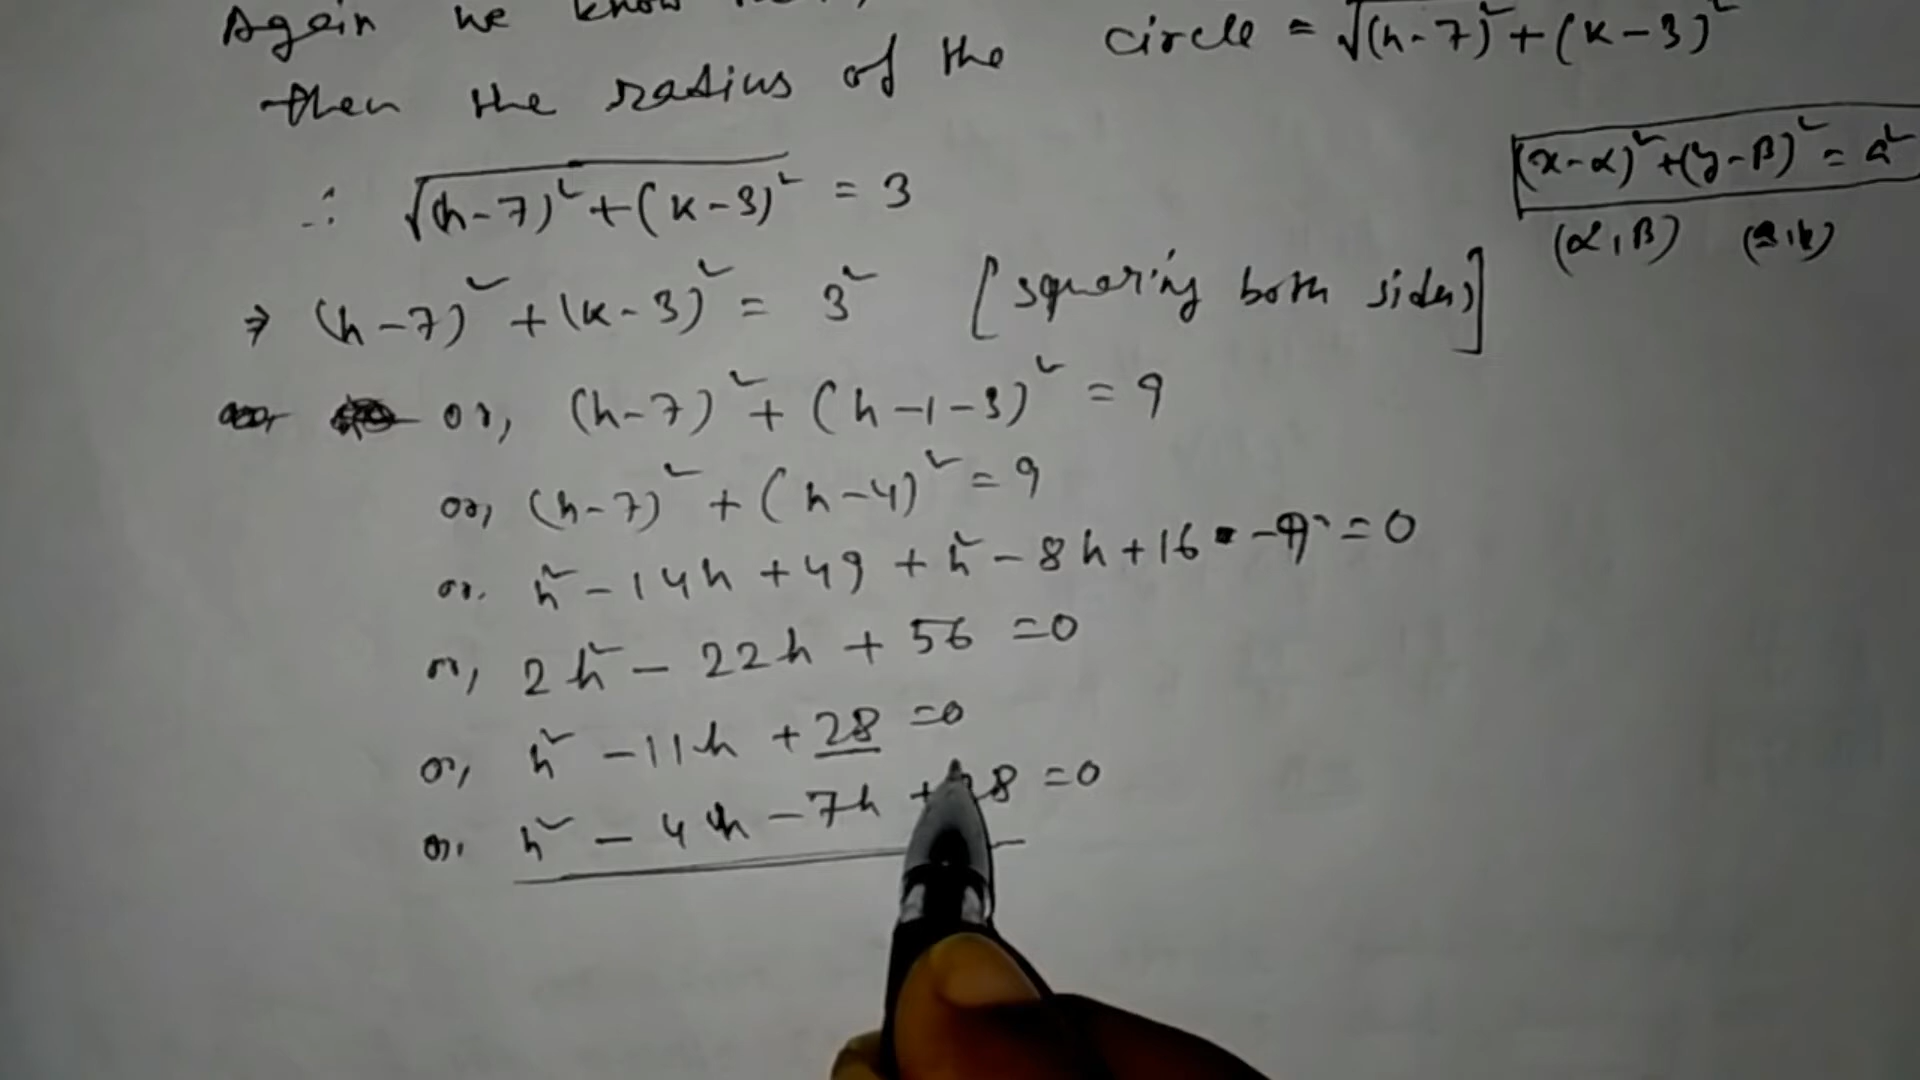 Again we know
then the radius of the circle = √(h-7)² + (k-3)²
∴ √(h-7)² + (k-3)² = 3
(x-α)² + (y-β)² = a²
(α, β)
⇒ (h-7)² + (k-3)² = 3² [squaring both sides]
or, (h-7)² + (h-1-3)² = 9
or, (h-7)² + (h-4)² = 9
or, h² - 14h + 49 + h² - 8h + 16 - 9 = 0
or, 2h² - 22h + 56 = 0
or, h² - 11h + 28 = 0
or, h² - 4h - 7h + 28 = 0